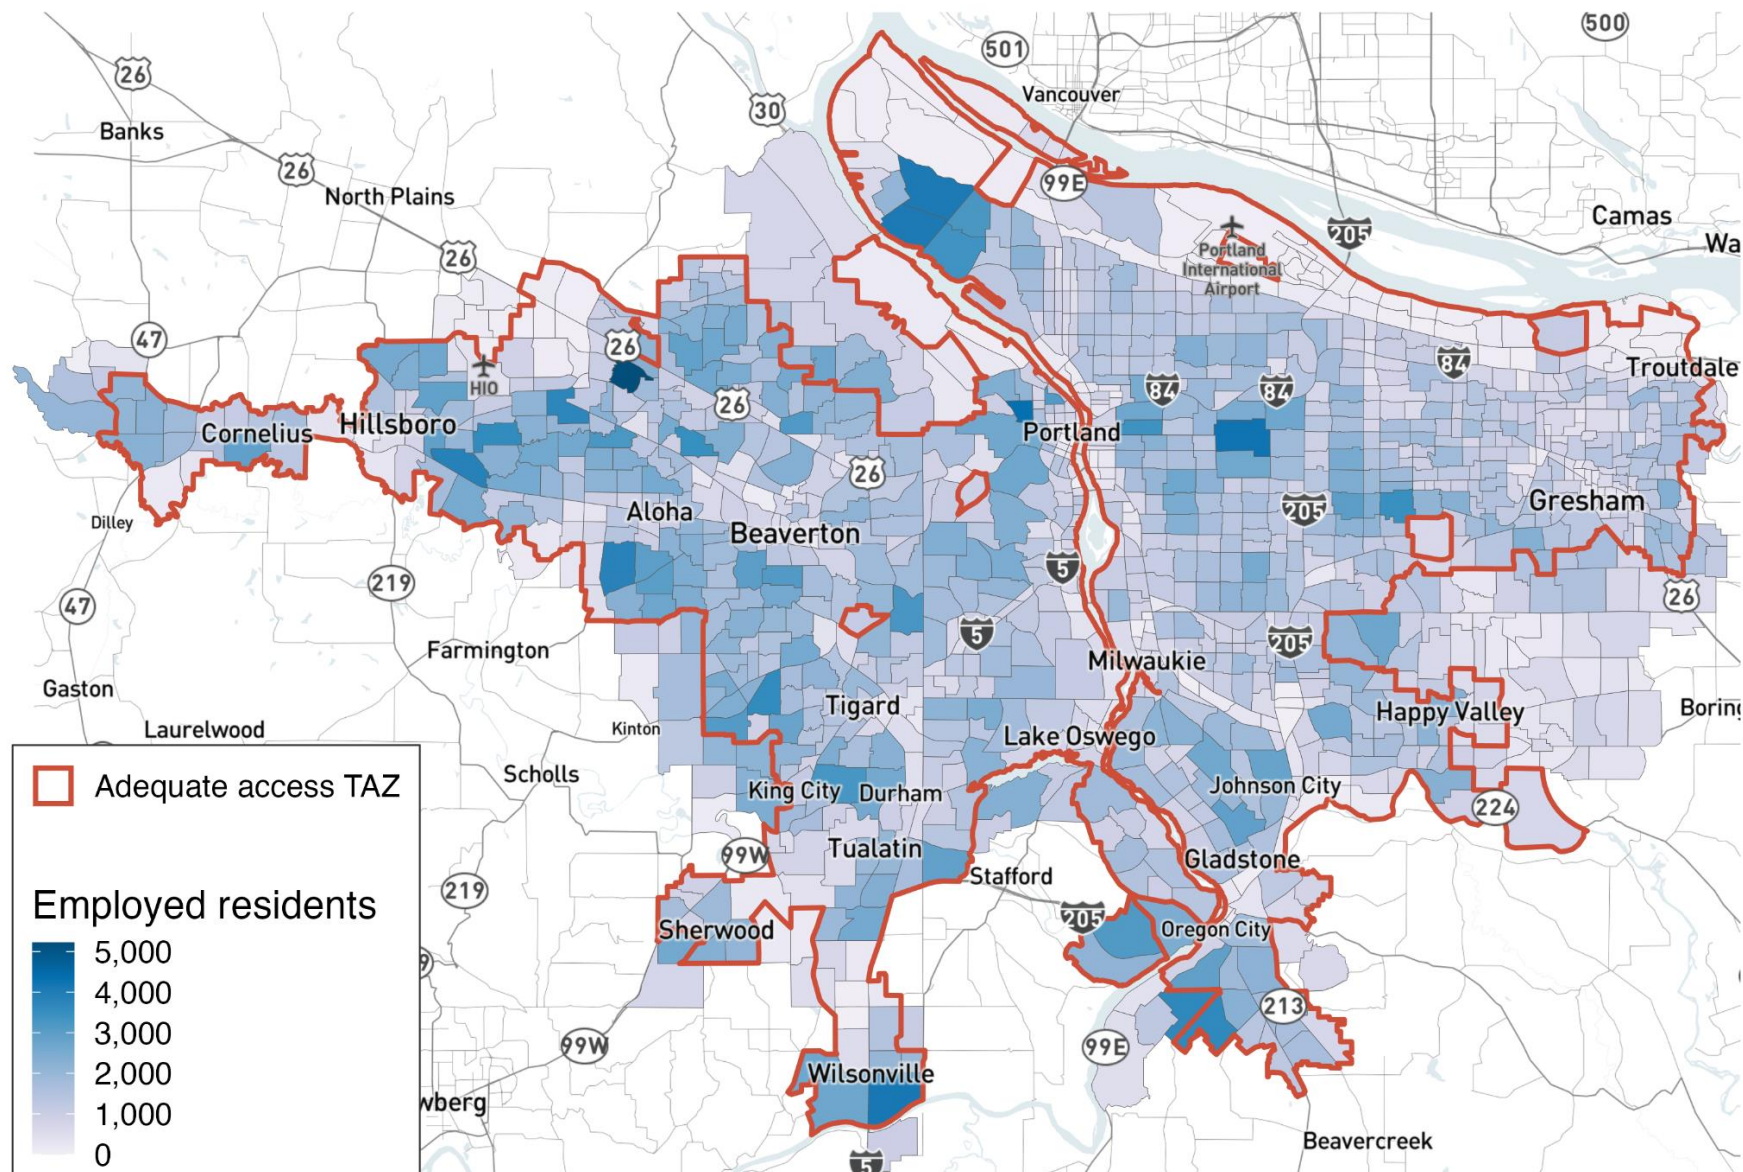 500
501
26
Vancouver
30
Banks
26
99E
North Plains
Camas
205
Wa
26
Portland
International
Airport
47
26
84
Troutdale
HIO
84
84
26
Hillsboro
Cornelius
Portland
26
Gresham
Aloha
205
Dilley
Beaverton
5
219
26
47
5
205
Farmington
Milwaukie
Gaston
Tigard
Happy Valley
Laurelwood
Kinton
Lake Oswego
Scholls
Johnson City
King City
Durham
224
99W
Tualatin
Gladstone
Stafford
219
205
Sherwood
Oregon City
9
213
99W
99E
Wilsonville
wberg
Beavercreek
5
Adequate access TAZ
Employed residents
5,000
4,000
3,000
2,000
1,000
0